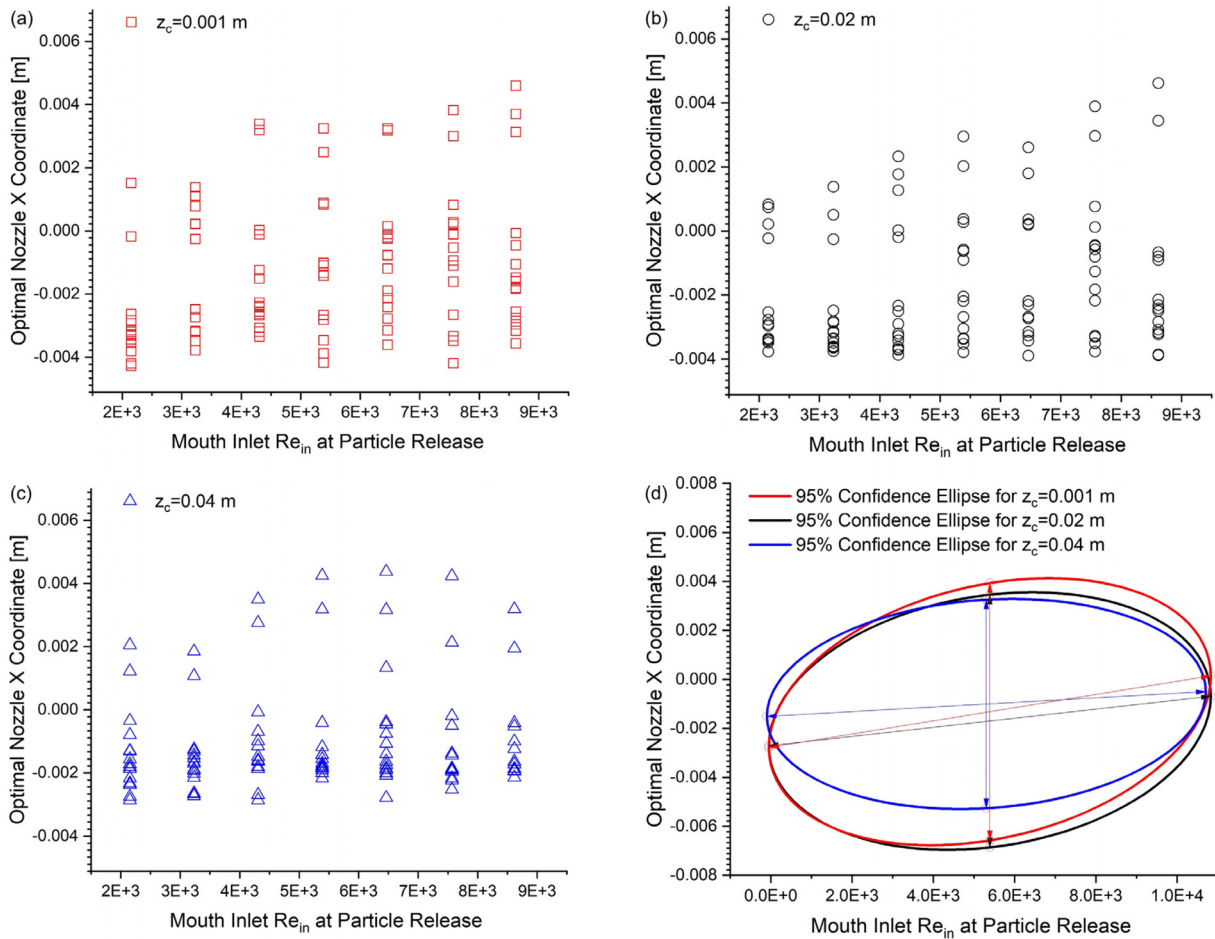 (a)
z_c=0.001 m
Optimal Nozzle X Coordinate [m]
0.006
0.004
0.002
0.000
-0.002
-0.004
2E+3 3E+3 4E+3 5E+3 6E+3 7E+3 8E+3 9E+3
Mouth Inlet Re_in at Particle Release
(b)
z_c=0.02 m
Optimal Nozzle X Coordinate [m]
0.006
0.004
0.002
0.000
-0.002
-0.004
2E+3 3E+3 4E+3 5E+3 6E+3 7E+3 8E+3 9E+3
Mouth Inlet Re_in at Particle Release
(c)
z_c=0.04 m
Optimal Nozzle X Coordinate [m]
0.006
0.004
0.002
0.000
-0.002
-0.004
2E+3 3E+3 4E+3 5E+3 6E+3 7E+3 8E+3 9E+3
Mouth Inlet Re_in at Particle Release
(d)
95% Confidence Ellipse for z_c=0.001 m
95% Confidence Ellipse for z_c=0.02 m
95% Confidence Ellipse for z_c=0.04 m
Optimal Nozzle X Coordinate [m]
0.008
0.006
0.004
0.002
0.000
-0.002
-0.004
-0.006
-0.008
0.0E+0 2.0E+3 4.0E+3 6.0E+3 8.0E+3 1.0E+4
Mouth Inlet Re_in at Particle Release